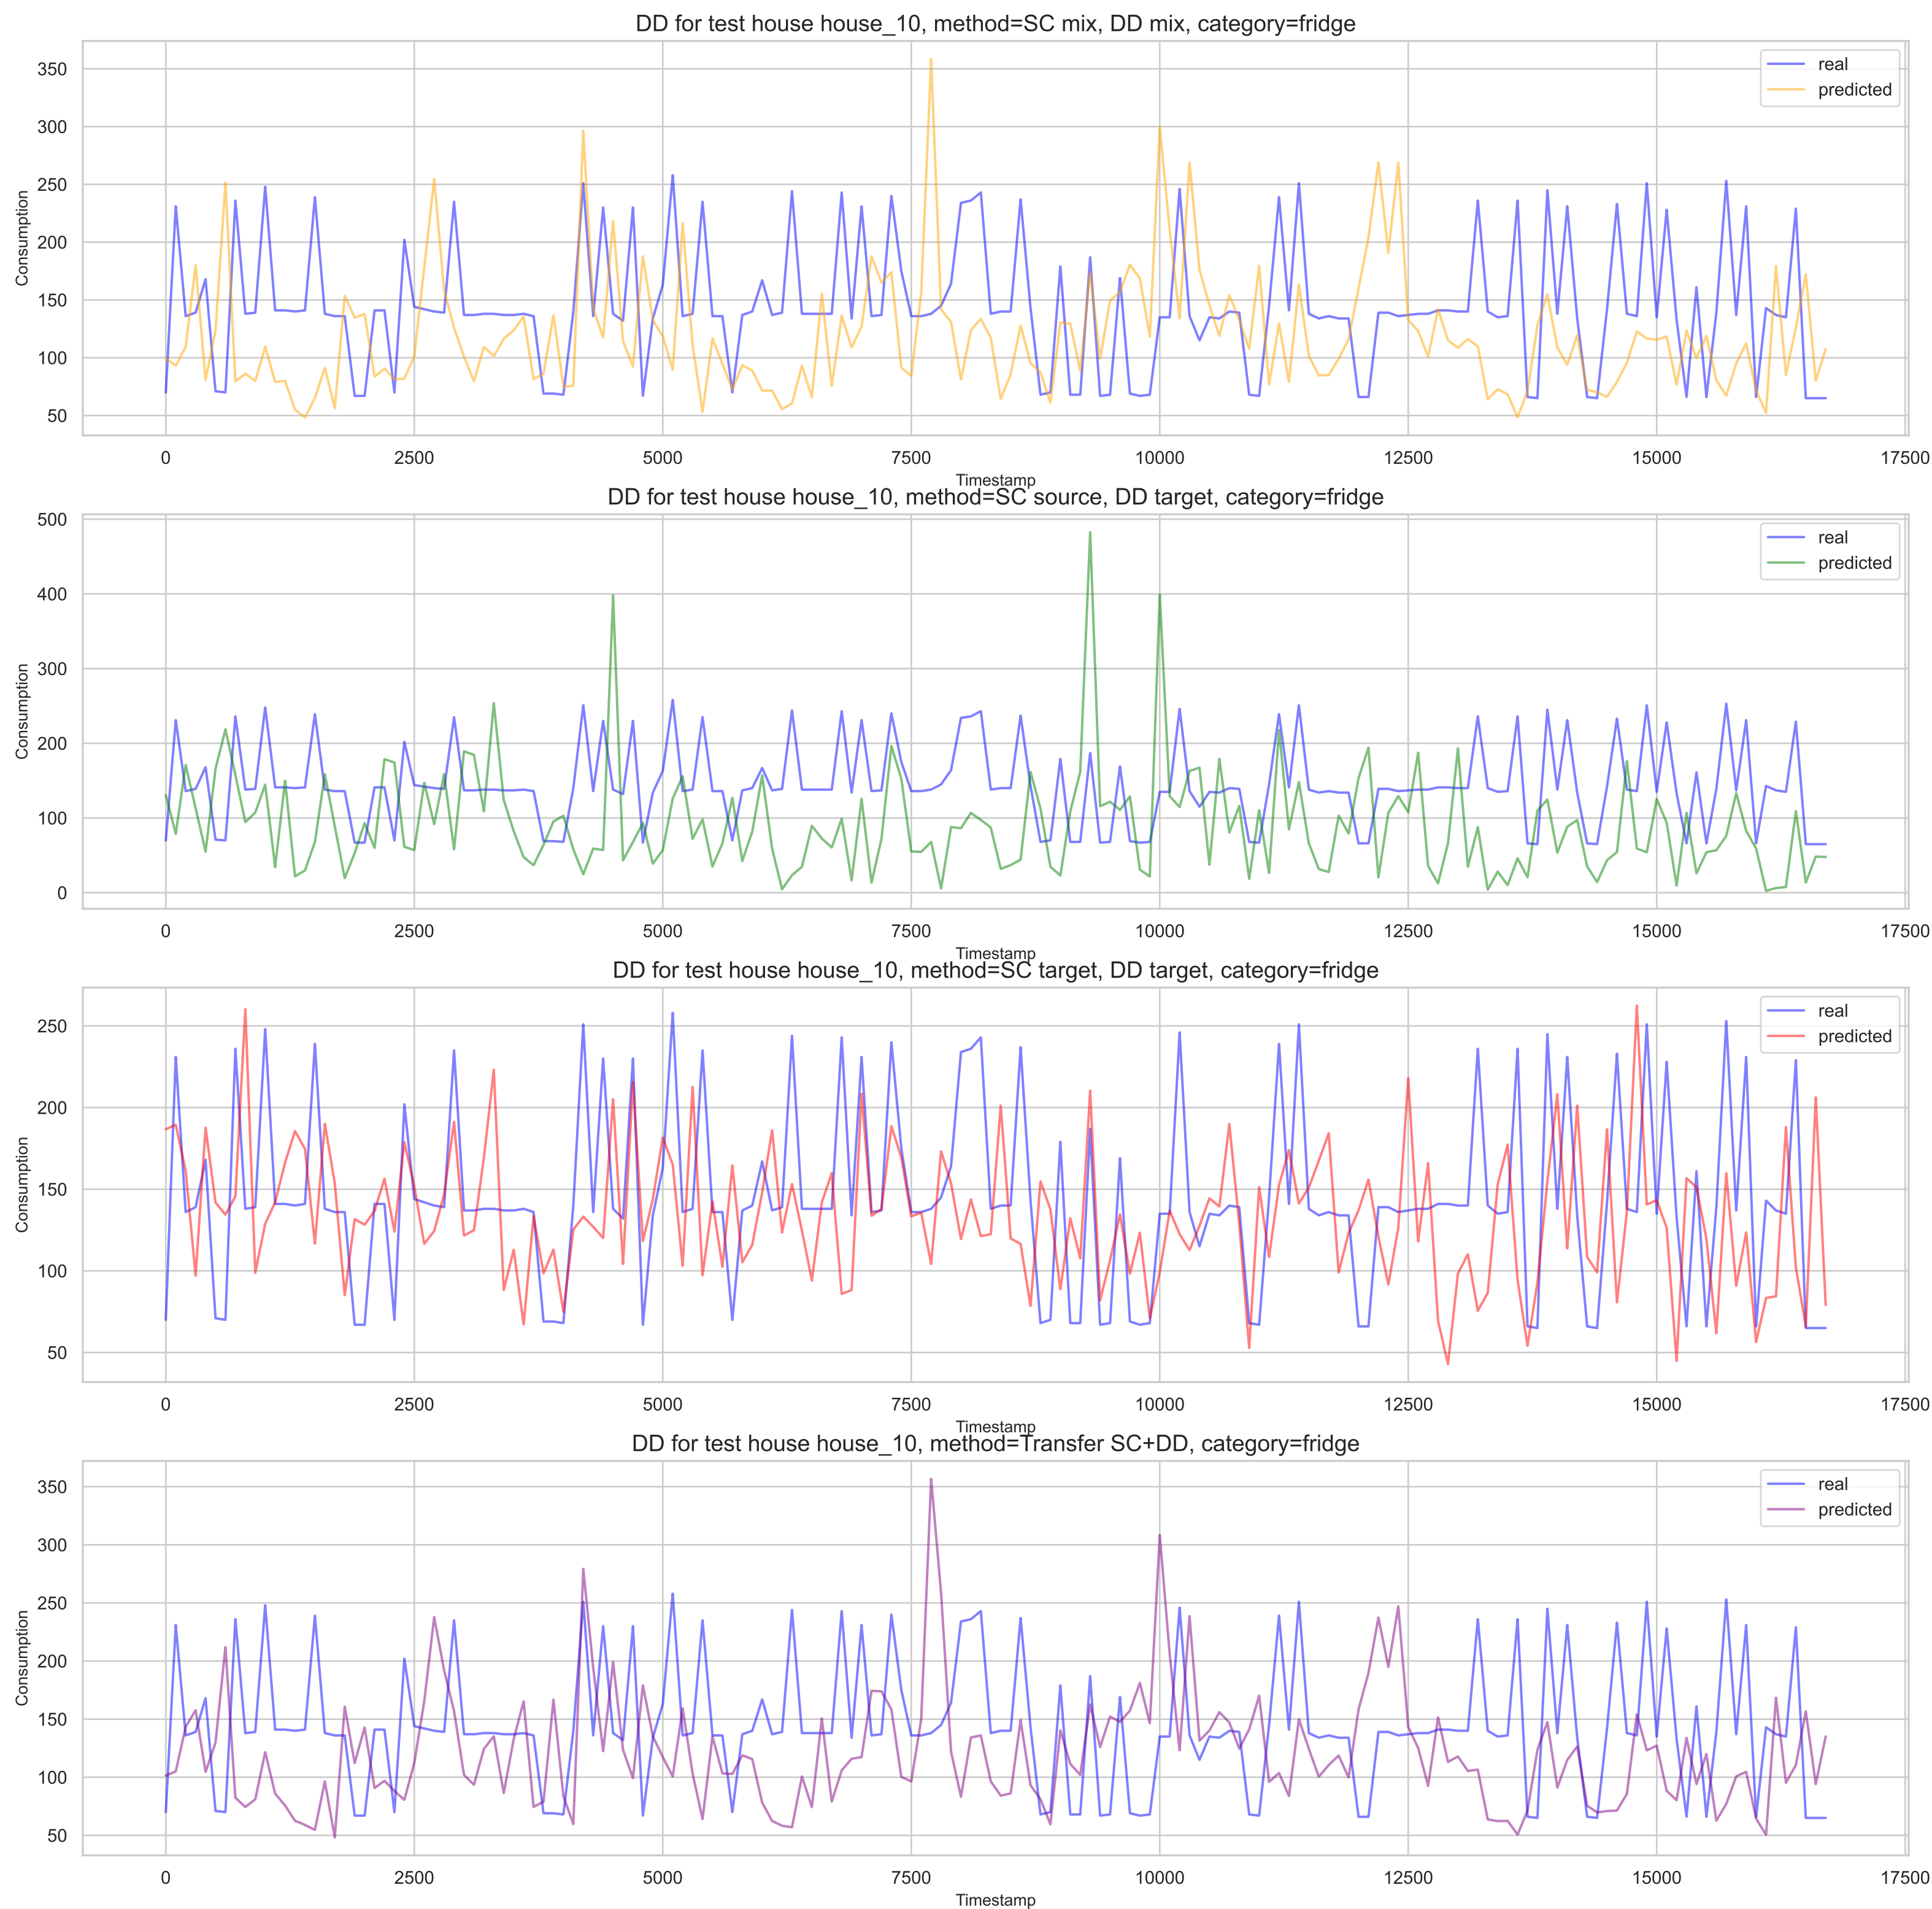 DD for test house house_10, method=SC mix, DD mix, category=fridge
real
predicted
Consumption
350
300
250
200
150
100
50
0 2500 5000 7500 10000 12500 15000 17500
Timestamp
DD for test house house_10, method=SC source, DD target, category=fridge
real
predicted
Consumption
500
400
300
200
100
0
0 2500 5000 7500 10000 12500 15000 17500
Timestamp
DD for test house house_10, method=SC target, DD target, category=fridge
real
predicted
Consumption
250
200
150
100
50
0 2500 5000 7500 10000 12500 15000 17500
Timestamp
DD for test house house_10, method=Transfer SC+DD, category=fridge
real
predicted
Consumption
350
300
250
200
150
100
50
0 2500 5000 7500 10000 12500 15000 17500
Timestamp